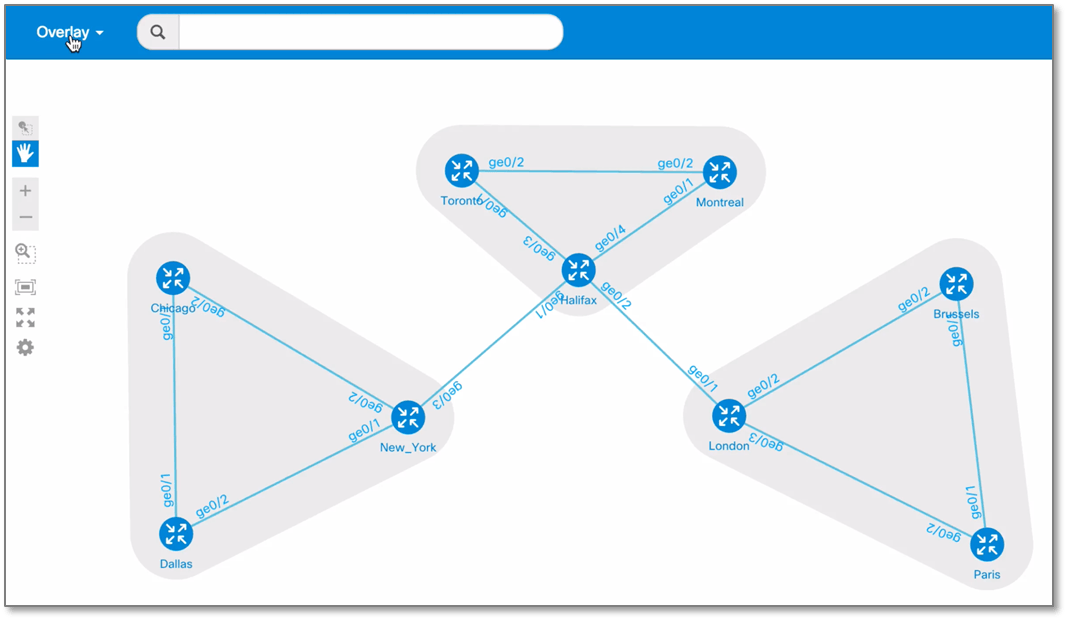 Overlay
ge0/2
ge0/2
Toronto
ge0/1
ge0/1
Montreal
ge0/3
ge0/4
Halifax
ge0/1
ge0/2
Chicago
ge0/2
Brussels
ge0/2
ge0/1
ge0/2
ge0/3
New_York
ge0/1
ge0/1
ge0/2
London
ge0/3
ge0/1
ge0/2
Dallas
ge0/1
ge0/2
Paris